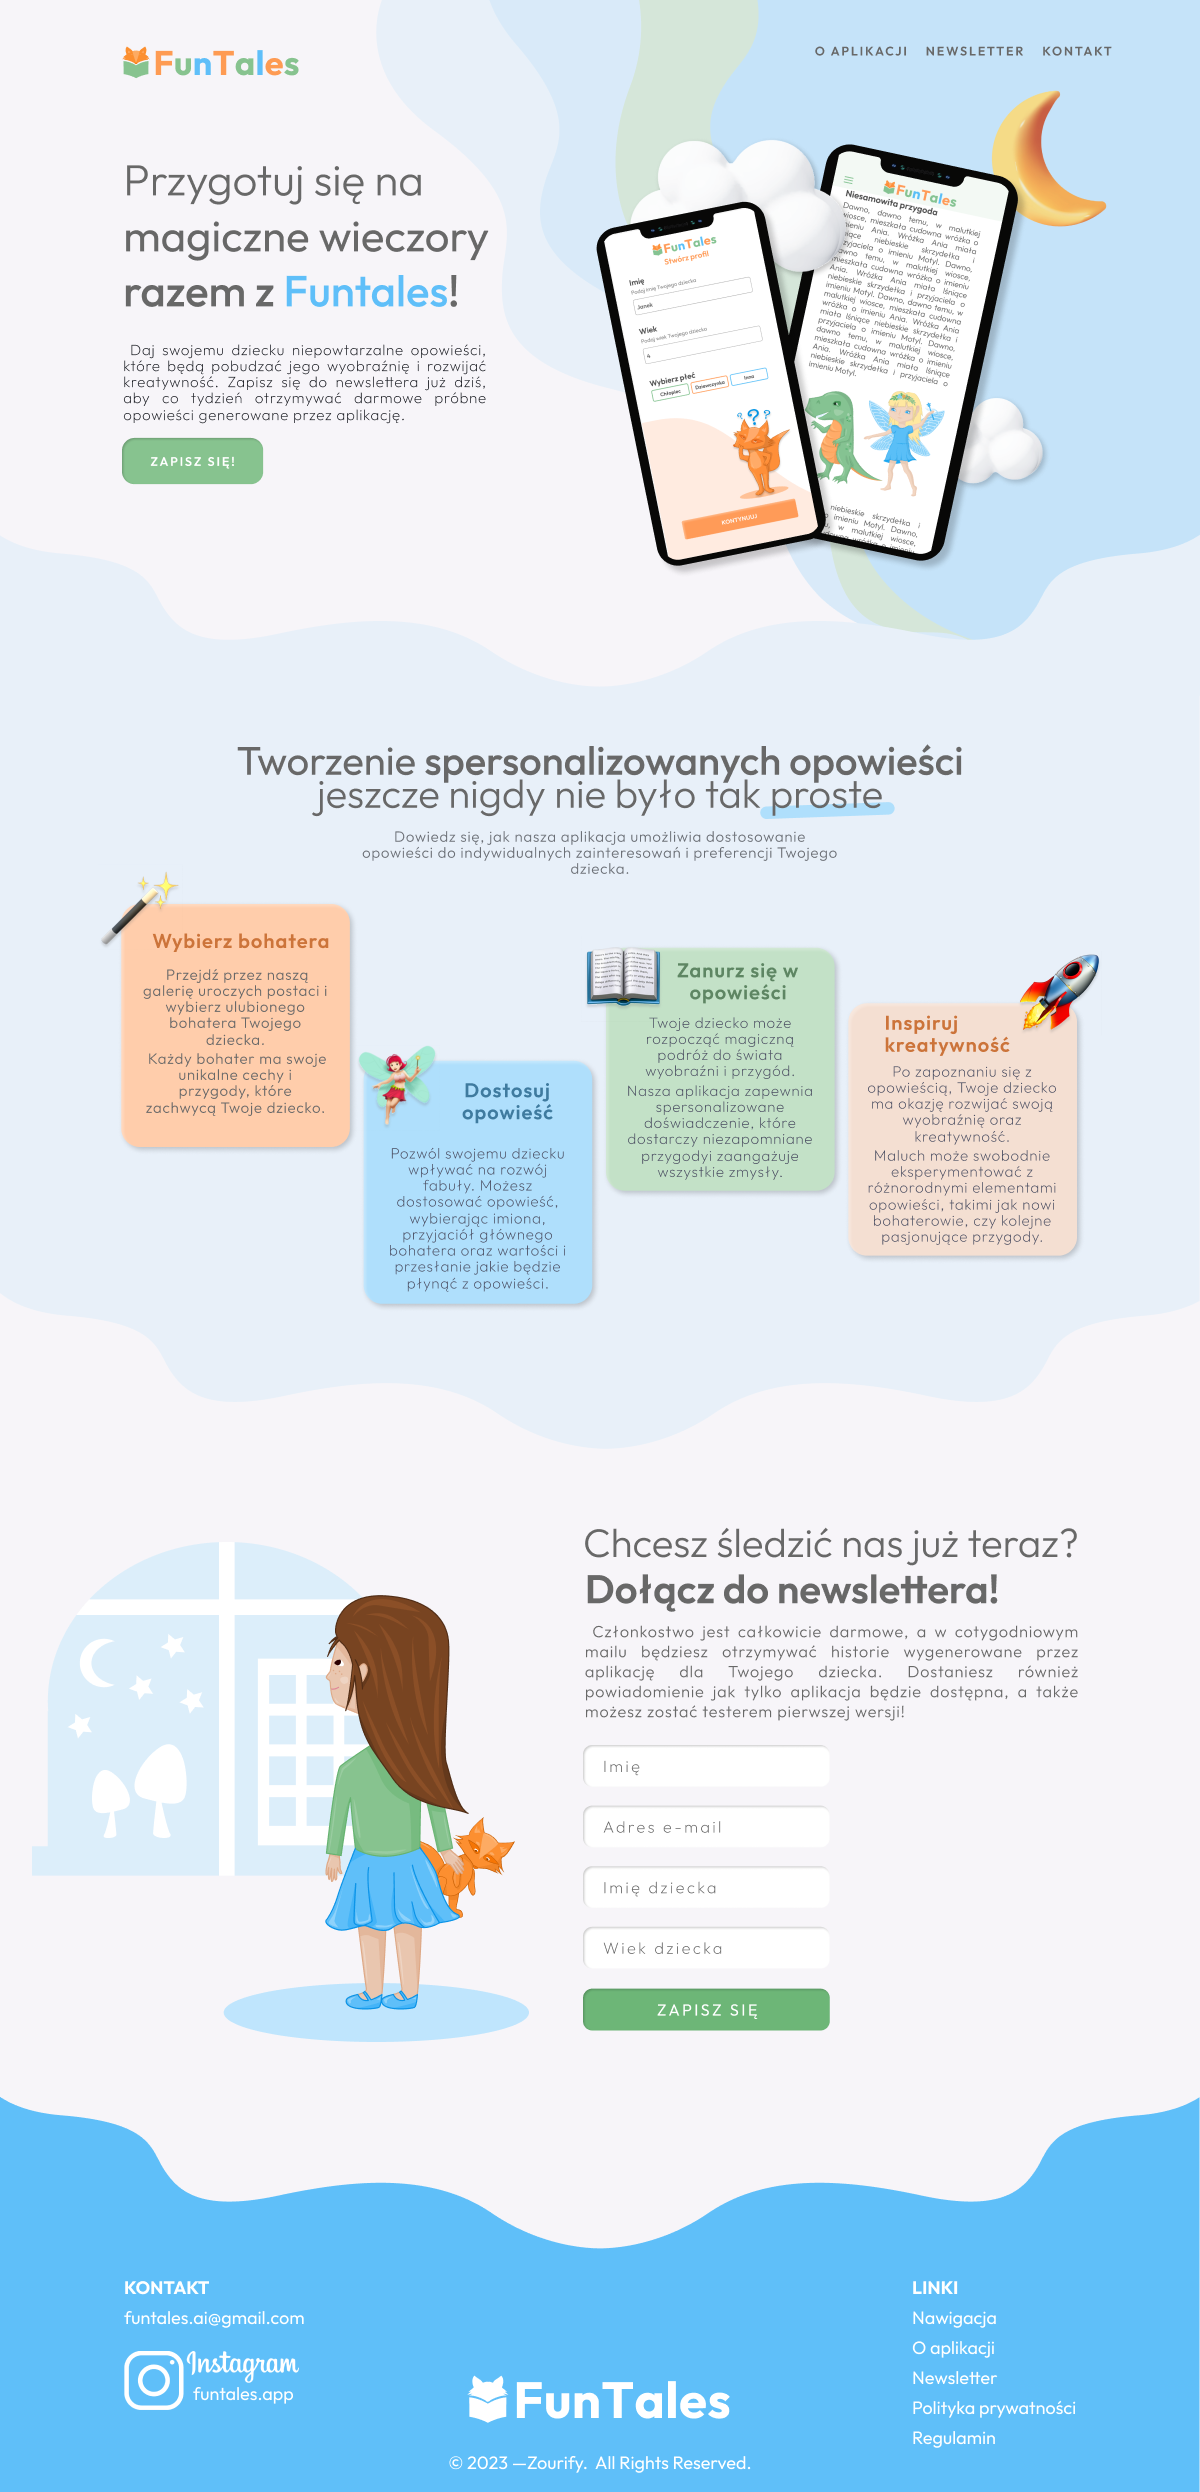 FunTales
O APLIKACJI NEWSLETTER KONTAKT
Przygotuj się na
magiczne wieczory
razem z Funtales!
Daj swojemu dziecku niepowtarzalne opowieści,
które będą pobudzać jego wyobraźnię i rozwijać
kreatywność. Zapisz się do newslettera już dziś,
aby co tydzień otrzymywać darmowe próbne
opowieści generowane przez aplikację.
ZAPISZ SIĘ!
FunTales
Stwórz profil
Imię
Podaj imię Twojego dziecka
Janek
Wiek
Podaj wiek Twojego dziecka
4
Wybierz płeć
Chłopiec
Dziewczynka
Inna
KONTYNUUJ
FunTales
Niesamowita przygoda
Dawno, dawno temu, w malutkiej
wiosce, mieszkała cudowna wróżka o
imieniu Ania. Wróżka Ania miała
niebieskie skrzydełka i
przyjaciela o imieniu Motyl. Dawno,
dawno temu, w malutkiej wiosce,
mieszkała cudowna wróżka o imieniu
Ania. Wróżka Ania miało lśniące
niebieskie skrzydełka i przyjaciela o
imieniu Motyl. Dawno, dawno temu, w
malutkiej wiosce, mieszkała cudowna
wróżka o imieniu Ania. Wróżka Ania
miała lśniące niebieskie skrzydełka i
przyjaciela o imieniu Motyl. Dawno,
dawno temu, w malutkiej wiosce,
mieszkała cudowna wróżka o imieniu
Ania. Wróżka Ania miało lśniące
niebieskie skrzydełka i przyjaciela o
imieniu Motyl.
niebieskie skrzydełka i
imieniu Motyl. Dawno,
w malutkiej wiosce,
Tworzenie spersonalizowanych opowieści
jeszcze nigdy nie było tak proste
Dowiedz się, jak nasza aplikacja umożliwia dostosowanie
opowieści do indywidualnych zainteresowań i preferencji Twojego
dziecka.
Wybierz bohatera
Przejdź przez naszą
galerię uroczych postaci i
wybierz ulubionego
bohatera Twojego
dziecka.
Każdy bohater ma swoje
unikalne cechy i
przygody, które
zachwycą Twoje dziecko.
Dostosuj
opowieść
Pozwól swojemu dziecku
wpływać na rozwój
fabuły. Możesz
dostosować opowieść,
wybierając imiona,
przyjaciół głównego
bohatera oraz wartości i
przesłanie jakie będzie
płynąć z opowieści.
Zanurz się w
opowieści
Twoje dziecko może
rozpocząć magiczną
podróż do świata
wyobraźni i przygód.
Nasza aplikacja zapewnia
spersonalizowane
doświadczenie, które
dostarczy niezapomniane
przygodyi zaangażuje
wszystkie zmysły.
Inspiruj
kreatywność
Po zapoznaniu się z
opowieścią, Twoje dziecko
ma okazję rozwijać swoją
wyobraźnię oraz
kreatywność.
Maluch może swobodnie
eksperymentować z
różnorodnymi elementami
opowieści, takimi jak nowi
bohaterowie, czy kolejne
pasjonujące przygody.
Chcesz śledzić nas już teraz?
Dołącz do newslettera!
Członkostwo jest całkowicie darmowe, a w cotygodniowym
mailu będziesz otrzymywać historie wygenerowane przez
aplikację dla Twojego dziecka. Dostaniesz również
powiadomienie jak tylko aplikacja będzie dostępna, a także
możesz zostać testerem pierwszej wersji!
Imię
Adres e-mail
Imię dziecka
Wiek dziecka
ZAPISZ SIĘ
KONTAKT
funtales.ai@gmail.com
Instagram
funtales.app
FunTales
© 2023 —Zourify. All Rights Reserved.
LINKI
Nawigacja
O aplikacji
Newsletter
Polityka prywatności
Regulamin